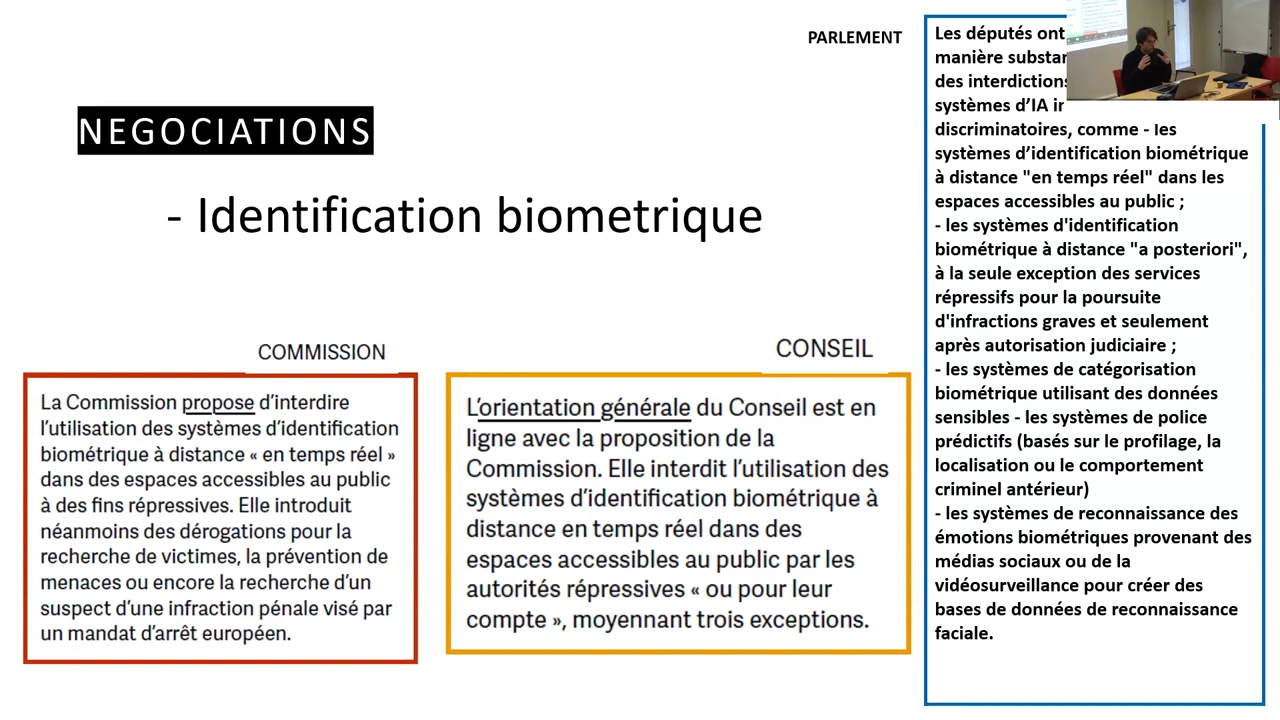 PARLEMENT
NEGOCIATIONS
- Identification biometrique
COMMISSION
La Commission propose d’interdire
l’utilisation des systèmes d’identification
biométrique à distance « en temps réel »
dans des espaces accessibles au public
à des fins répressives. Elle introduit
néanmoins des dérogations pour la
recherche de victimes, la prévention de
menaces ou encore la recherche d’un
suspect d’une infraction pénale visé par
un mandat d’arrêt européen.
CONSEIL
L’orientation générale du Conseil est en
ligne avec la proposition de la
Commission. Elle interdit l’utilisation des
systèmes d’identification biométrique à
distance en temps réel dans des
espaces accessibles au public par les
autorités répressives « ou pour leur
compte », moyennant trois exceptions.
Les députés ont
manière
des interdictions
systèmes d’IA
discriminatoires, comme - les
systèmes d’identification biométrique
à distance "en temps réel" dans les
espaces accessibles au public ;
- les systèmes d'identification
biométrique à distance "a posteriori",
à la seule exception des services
répressifs pour la poursuite
d'infractions graves et seulement
après autorisation judiciaire ;
- les systèmes de catégorisation
biométrique utilisant des données
sensibles - les systèmes de police
prédictifs (basés sur le profilage, la
localisation ou le comportement
criminel antérieur)
- les systèmes de reconnaissance des
émotions biométriques provenant des
médias sociaux ou de la
vidéosurveillance pour créer des
bases de données de reconnaissance
faciale.